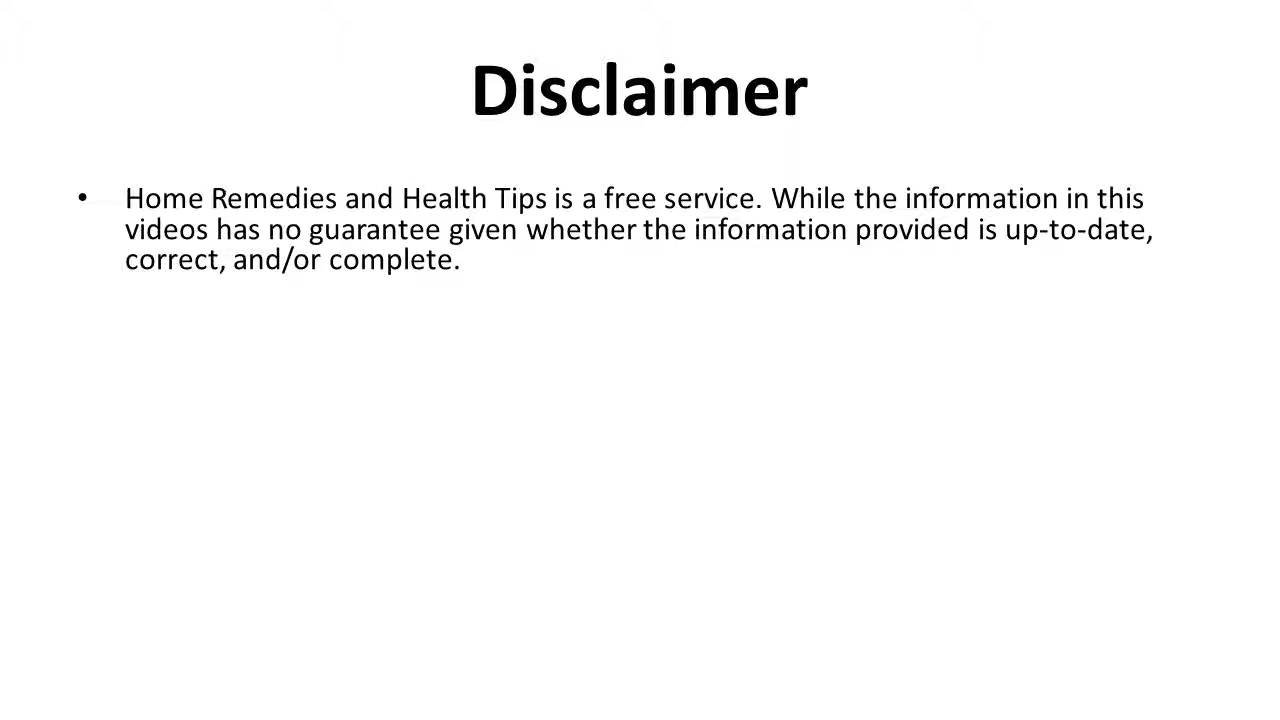 Disclaimer
• Home Remedies and Health Tips is a free service. While the information in this
videos has no guarantee given whether the information provided is up-to-date,
correct, and/or complete.